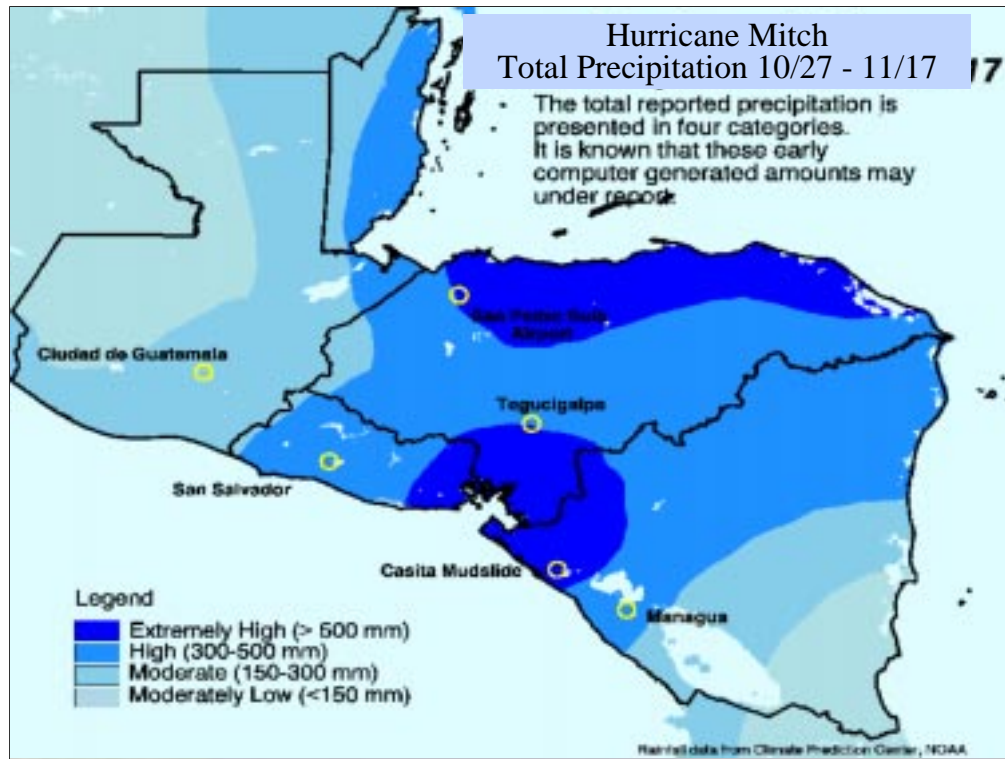 Hurricane Mitch
Total Precipitation 10/27 - 11/17
17
The total reported precipitation is
presented in four categories.
It is known that these early
computer generated amounts may
under report.
San Pedro Sula
Airport
Ciudad de Guatemala
Tegucigalpa
San Salvador
Casita Mudslide
Managua
Legend
Extremely High (> 500 mm)
High (300-500 mm)
Moderate (150-300 mm)
Moderately Low (<150 mm)
Rainfall data from Climate Prediction Center, NOAA